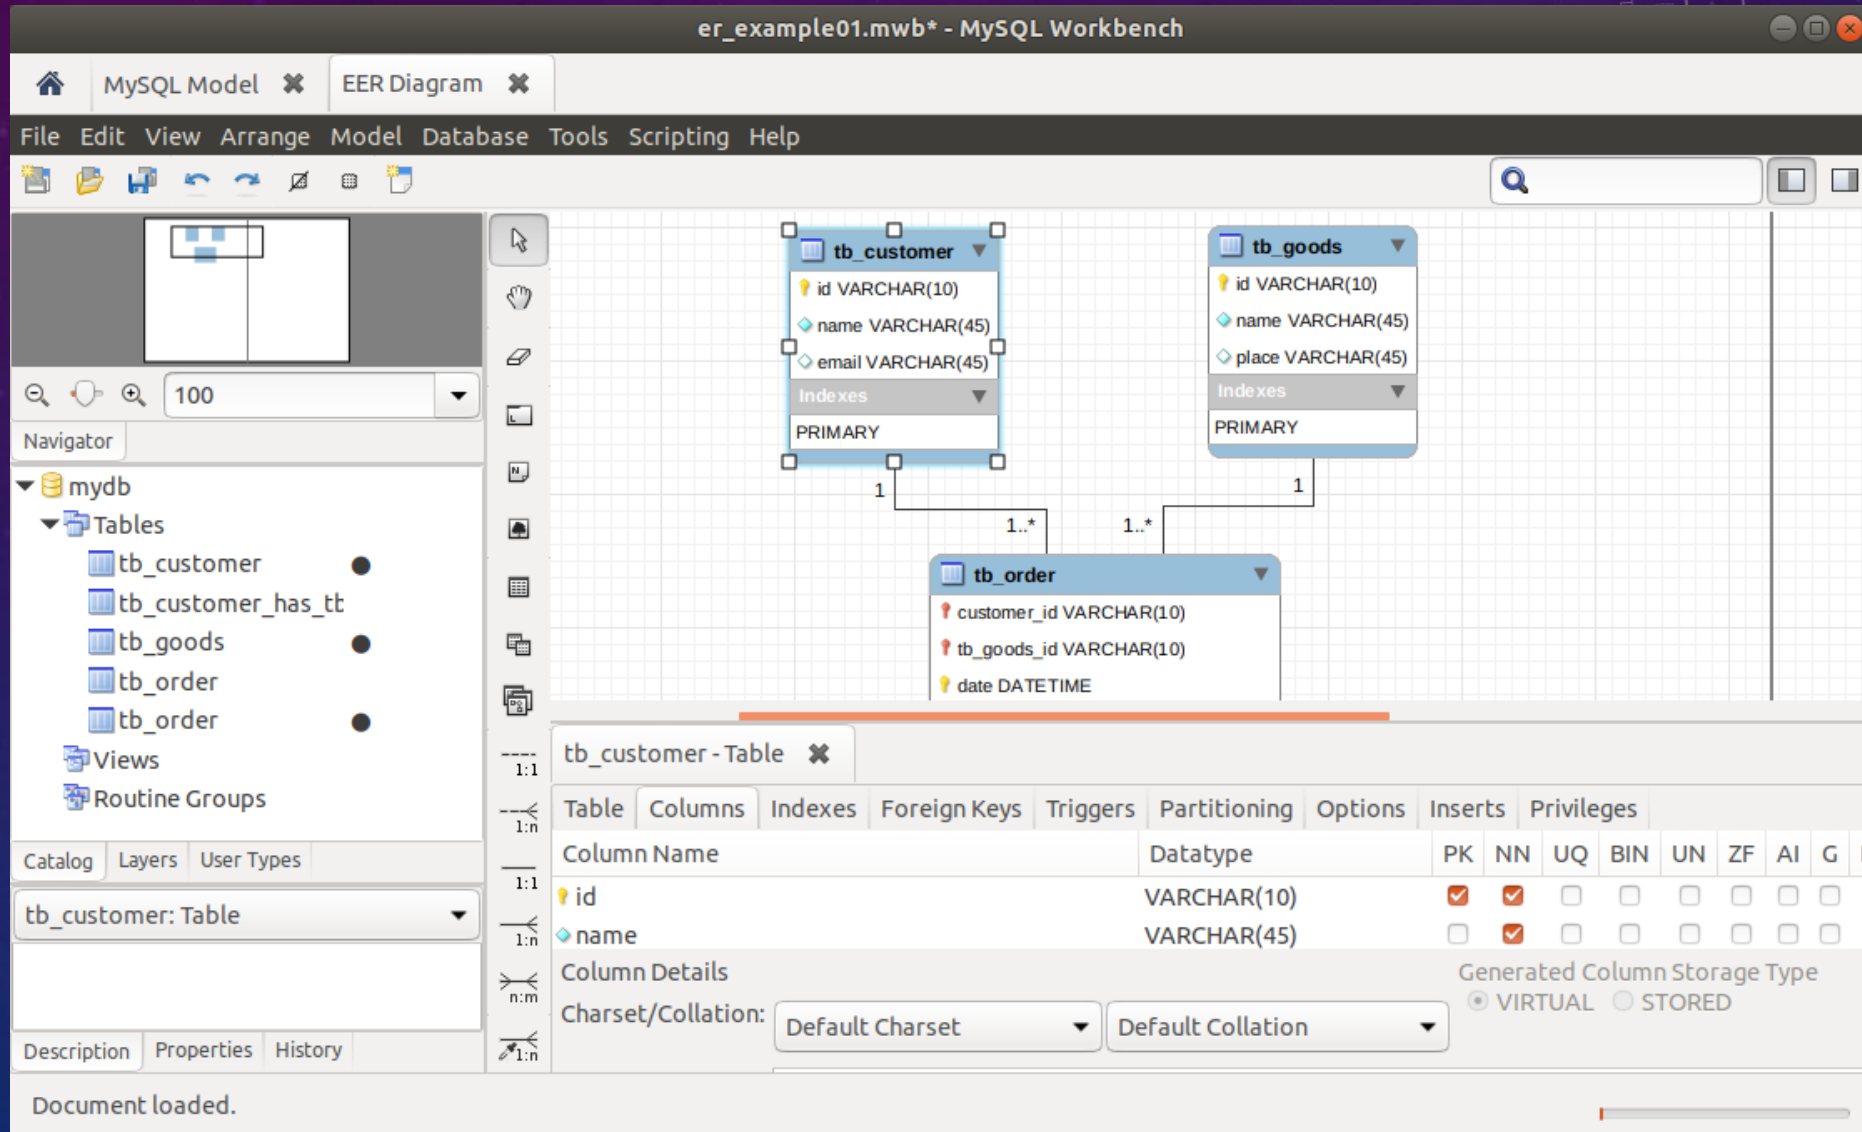 er_example01.mwb* - MySQL Workbench
MySQL Model
EER Diagram
File Edit View Arrange Model Database Tools Scripting Help
100
Navigator
mydb
Tables
tb_customer
tb_customer_has_tb
tb_goods
tb_order
tb_order
Views
Routine Groups
Catalog Layers User Types
tb_customer: Table
Description Properties History
1:1
1:n
1:1
1:n
n:m
1:n
tb_customer
id VARCHAR(10)
name VARCHAR(45)
email VARCHAR(45)
Indexes
PRIMARY
tb_goods
id VARCHAR(10)
name VARCHAR(45)
place VARCHAR(45)
Indexes
PRIMARY
1
1
1..*
1..*
tb_order
customer_id VARCHAR(10)
tb_goods_id VARCHAR(10)
date DATETIME
tb_customer - Table
Table Columns Indexes Foreign Keys Triggers Partitioning Options Inserts Privileges
Column Name Datatype PK NN UQ BIN UN ZF AI G
id VARCHAR(10)
name VARCHAR(45)
Column Details
Generated Column Storage Type
Charset/Collation: Default Charset Default Collation
VIRTUAL STORED
Document loaded.